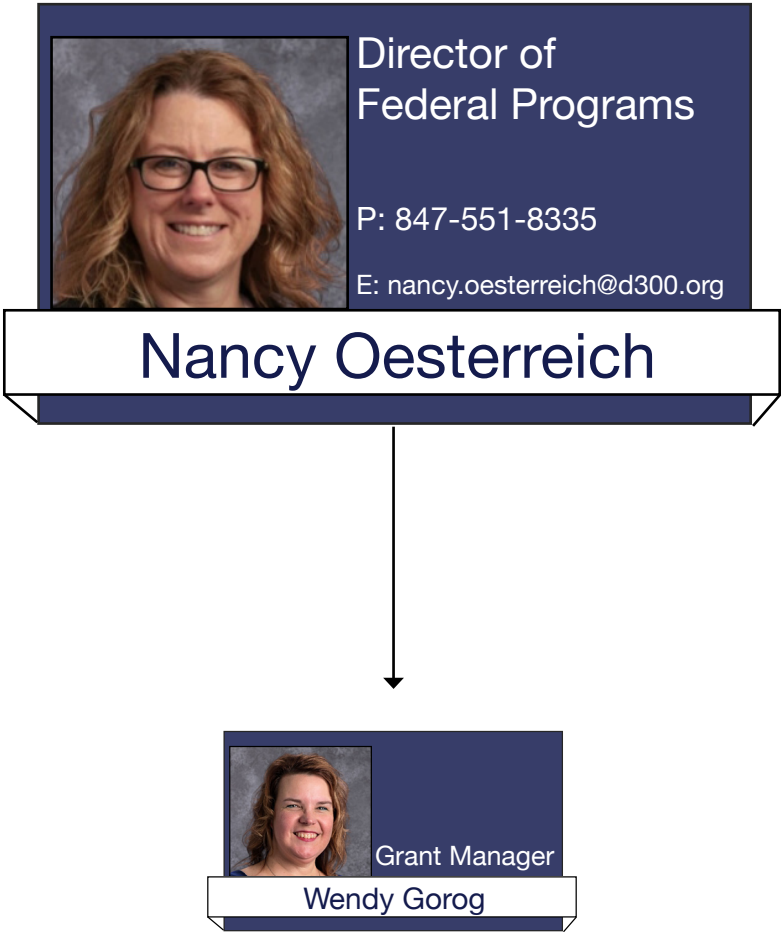 Director of
Federal Programs
P: 847-551-8335
E: nancy.oesterreich@d300.org
Nancy Oesterreich
Grant Manager
Wendy Gorog